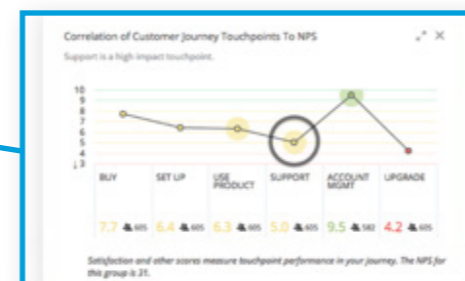 Correlation of Customer Journey Touchpoints To NPS
Support is a high impact touchpoint.
10
9
8
7
6
5
4
↓ 3
BUY SET UP USE PRODUCT SUPPORT ACCOUNT MGMT UPGRADE
7.7 605 6.4 605 6.3 605 5.0 605 9.5 582 4.2 605
Satisfaction and other scores measure touchpoint performance in your journey. The NPS for
this group is 31.